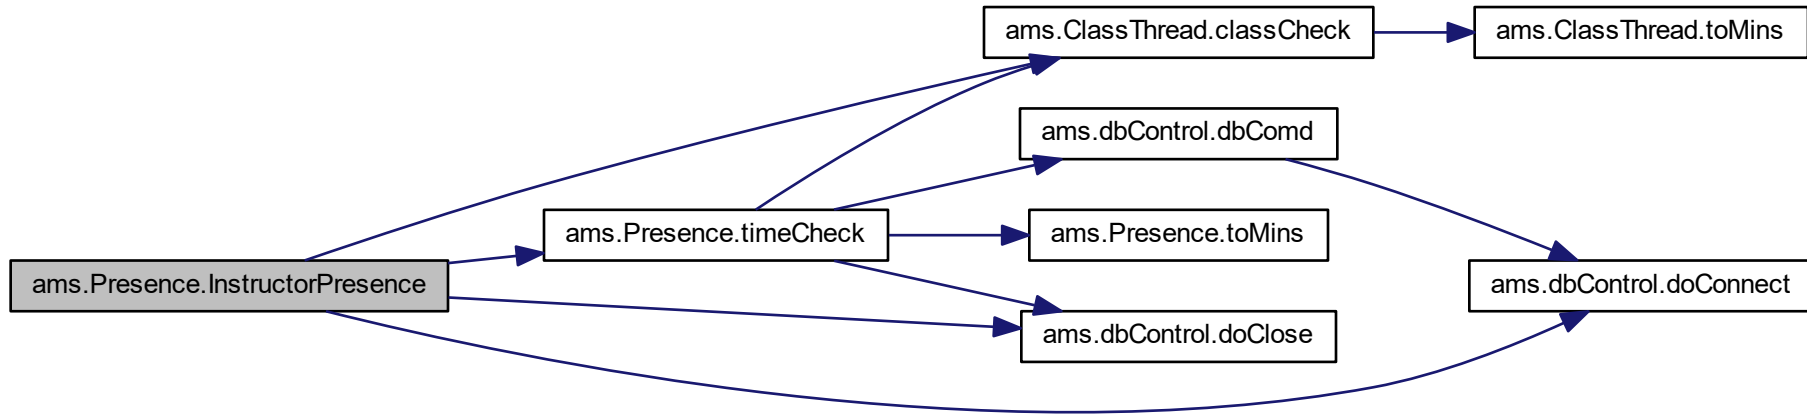 ams.ClassThread.classCheck
ams.ClassThread.toMins
ams.dbControl.dbComd
ams.Presence.timeCheck
ams.Presence.toMins
ams.Presence.InstructorPresence
ams.dbControl.doConnect
ams.dbControl.doClose